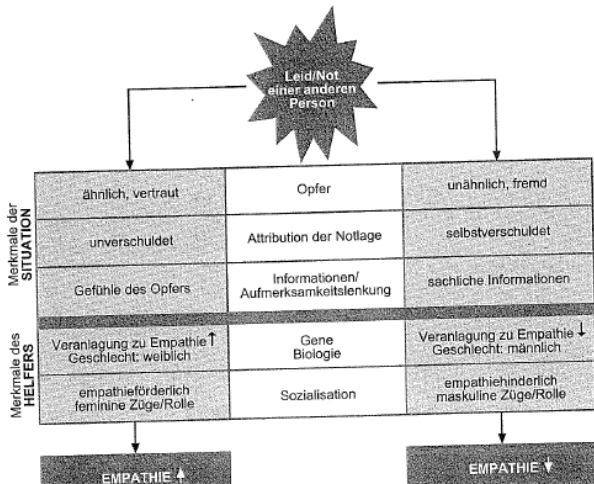 Leid/Not
einer anderen
Person
Merkmale der
SITUATION
ähnlich, vertraut
Opfer
unähnlich, fremd
unverschuldet
Attribution der Notlage
selbstverschuldet
Gefühle des Opfers
Informationen/
Aufmerksamkeitslenkung
sachliche Informationen
Merkmale des
HELFERS
Veranlagung zu Empathie ↑
Geschlecht: weiblich
Gene
Biologie
Veranlagung zu Empathie ↓
Geschlecht: männlich
empathieförderlich
feminine Züge/Rolle
Sozialisation
empathiehinderlich
maskuline Züge/Rolle
EMPATHIE ↑
EMPATHIE ↓